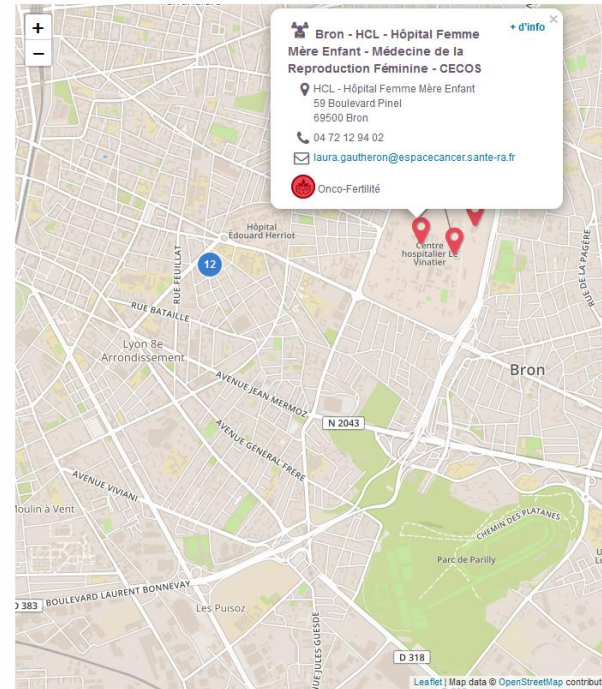 +
−
Bron - HCL - Hôpital Femme
Mère Enfant - Médecine de la
Reproduction Féminine - CECOS
+ d'info
×
HCL - Hôpital Femme Mère Enfant
59 Boulevard Pinel
69500 Bron
04 72 12 94 02
laura.gautheron@espacecancer.sante-ra.fr
Onco-Fertilité
Hôpital
Edouard Herriot
Centre
hospitalier Le
Vinatier
12
RUE FEUILLAT
RUE DE LA PAGÈRE
RUE BATAILLE
Lyon 8e
Arrondissement
Bron
AVENUE JEAN MERMOZ
N 2043
AVENUE GÉNÉRAL FRÈRE
AVENUE VIVIANI
Moulin à Vent
CHEMIN DES PLATANES
Parc de Parilly
BOULEVARD LAURENT BONNEVAY
D 383
Les Puisoz
RUE JULES GUESDE
D 318
Leaflet | Map data © OpenStreetMap contribut